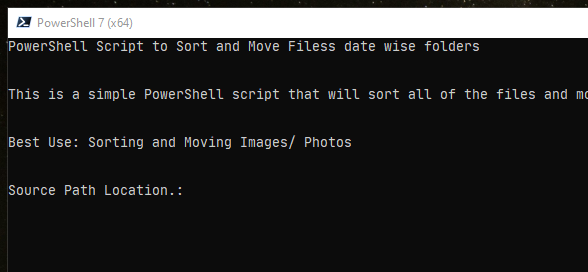 PowerShell 7 (x64)
PowerShell Script to Sort and Move Filess date wise folders
This is a simple PowerShell script that will sort all of the files and
Best Use: Sorting and Moving Images/ Photos
Source Path Location.: